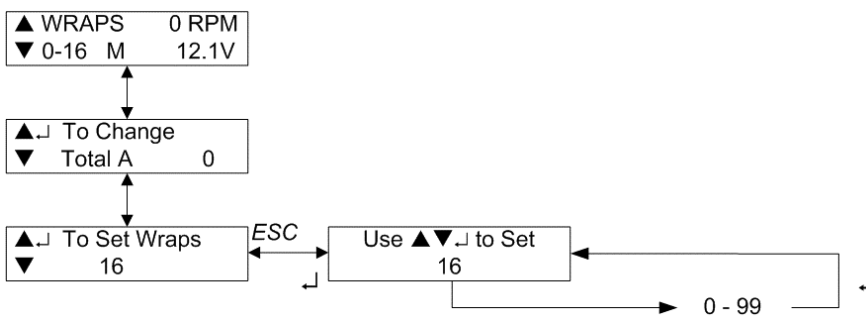 ▲ WRAPS 0 RPM
▼ 0-16 M 12.1V
▲↵ To Change
▼ Total A 0
▲↵ To Set Wraps
▼ 16
ESC
↵
Use ▲▼↵ to Set
16
↵
0 - 99